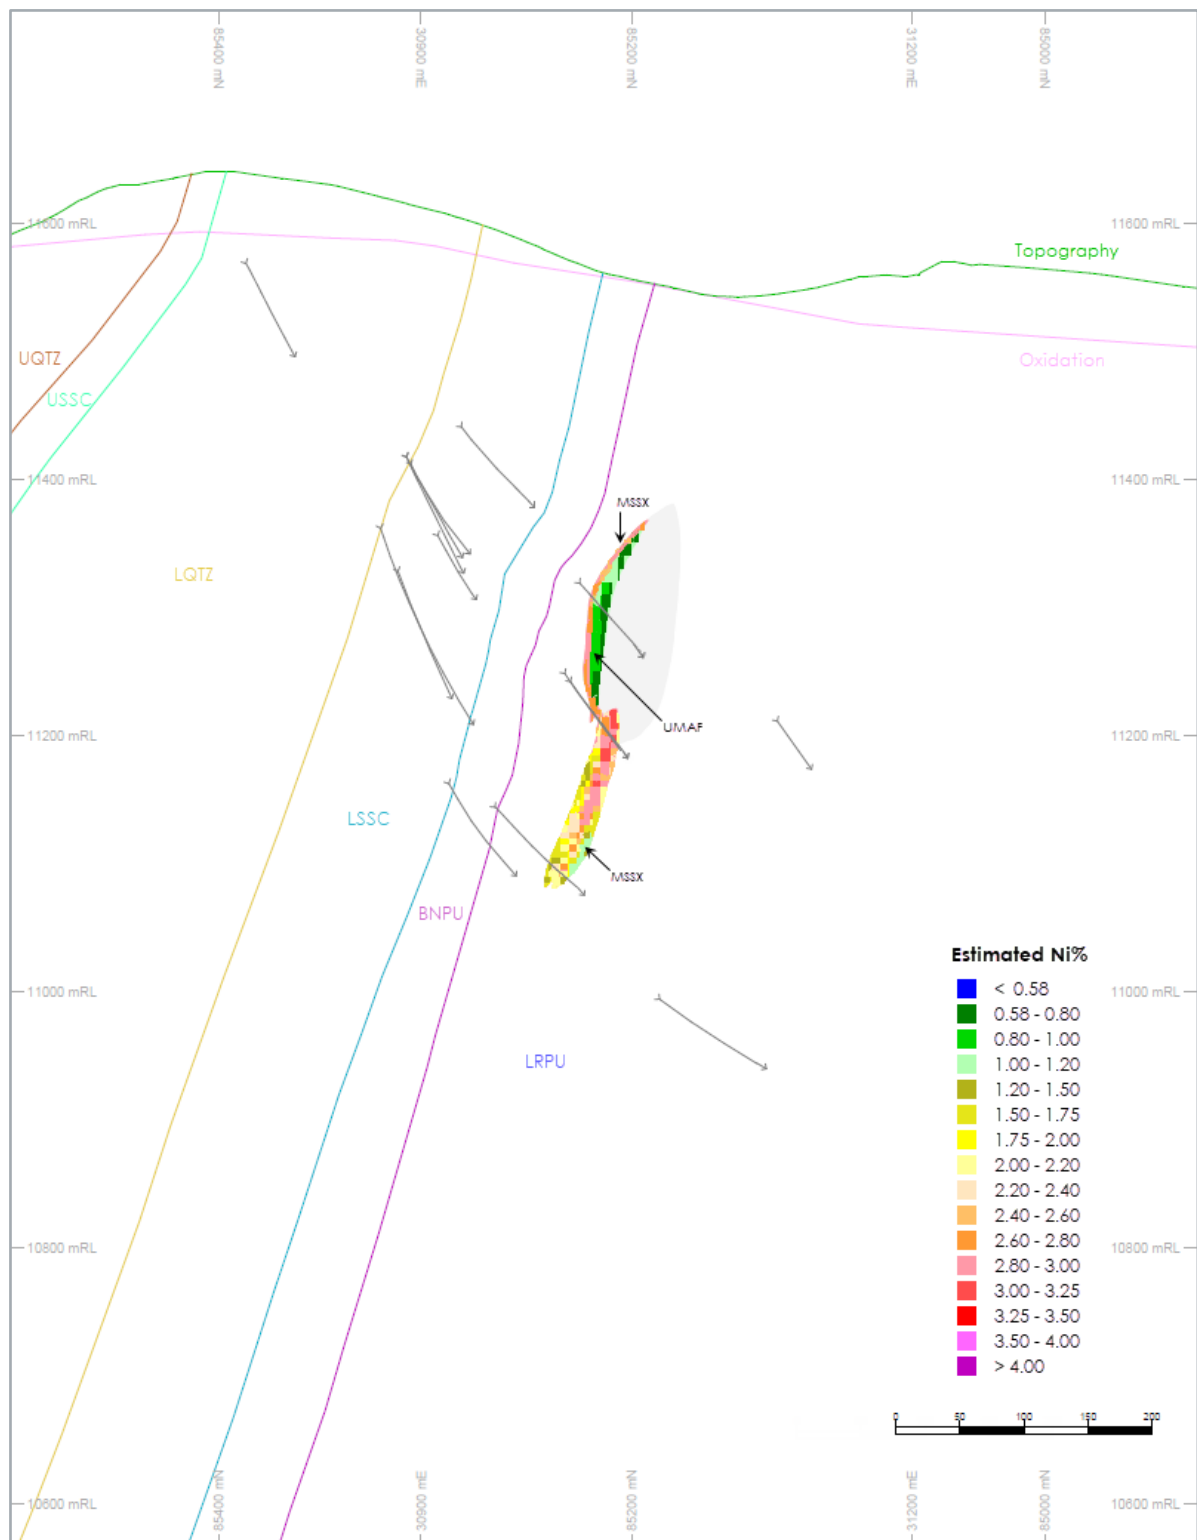 85400 mN
30900 mE
85200 mN
31200 mE
85000 mN
11600 mRL
11600 mRL
Topography
UQTZ
Oxidation
USSC
11400 mRL
11400 mRL
MSSX
LQTZ
UMAF
11200 mRL
11200 mRL
LSSC
MSSX
BNPU
Estimated Ni%
11000 mRL
11000 mRL
< 0.58
0.58 - 0.80
0.80 - 1.00
LRPU
1.00 - 1.20
1.20 - 1.50
1.50 - 1.75
1.75 - 2.00
2.00 - 2.20
2.20 - 2.40
2.40 - 2.60
2.60 - 2.80
10800 mRL
10800 mRL
2.80 - 3.00
3.00 - 3.25
3.25 - 3.50
3.50 - 4.00
> 4.00
0 50 100 150 200
85400 mN
30900 mE
85200 mN
31200 mE
85000 mN
10600 mRL
10600 mRL